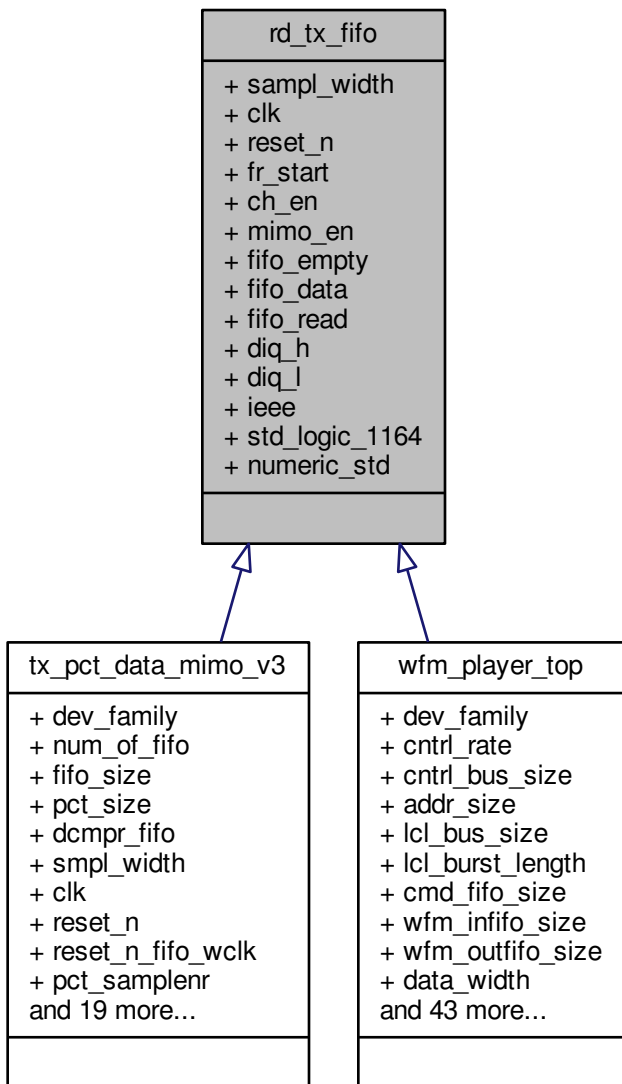 rd_tx_fifo
+ sampl_width
+ clk
+ reset_n
+ fr_start
+ ch_en
+ mimo_en
+ fifo_empty
+ fifo_data
+ fifo_read
+ diq_h
+ diq_l
+ ieee
+ std_logic_1164
+ numeric_std
tx_pct_data_mimo_v3
+ dev_family
+ num_of_fifo
+ fifo_size
+ pct_size
+ dcmpr_fifo
+ smpl_width
+ clk
+ reset_n
+ reset_n_fifo_wclk
+ pct_samplenr
and 19 more...
wfm_player_top
+ dev_family
+ cntrl_rate
+ cntrl_bus_size
+ addr_size
+ lcl_bus_size
+ lcl_burst_length
+ cmd_fifo_size
+ wfm_infifo_size
+ wfm_outfifo_size
+ data_width
and 43 more...